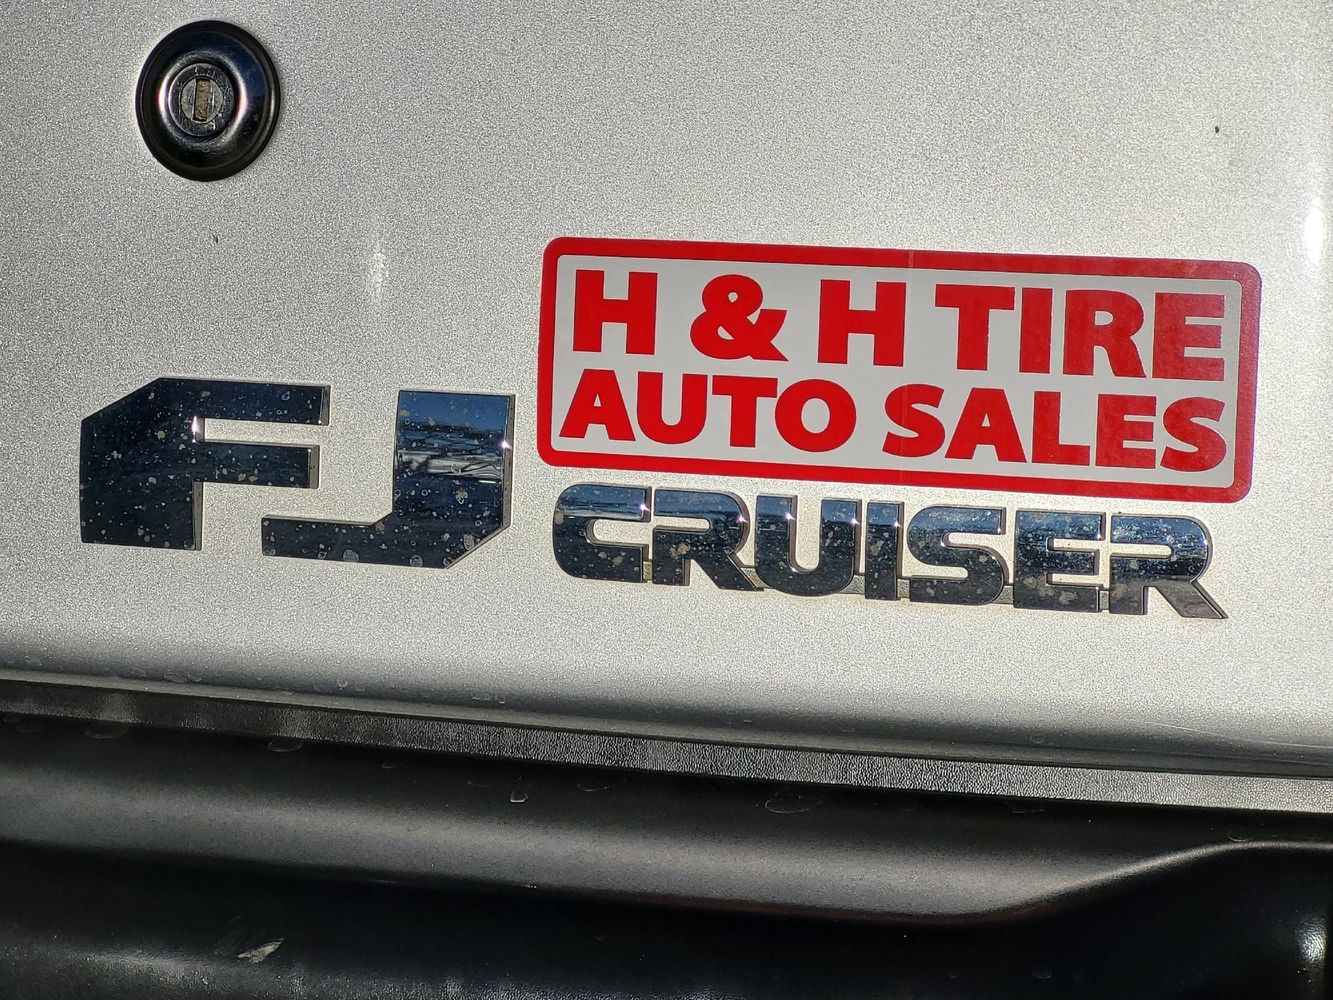 H & H TIRE
AUTO SALES
FJ CRUISER